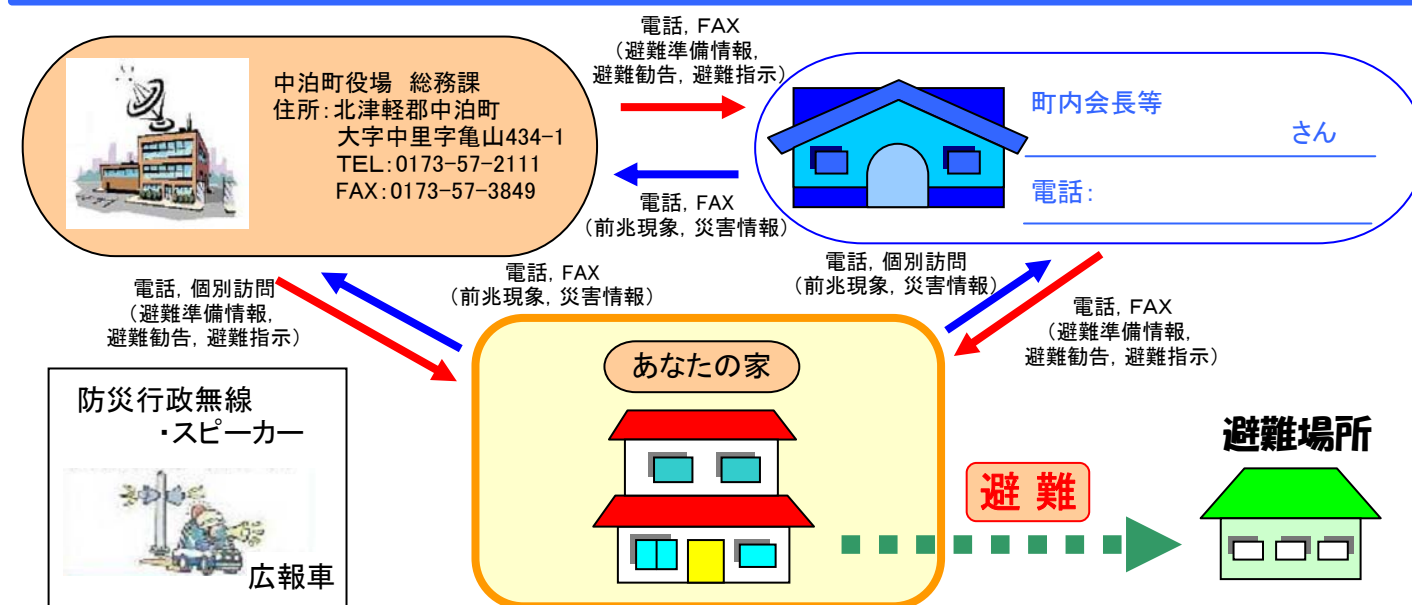 電話, FAX
（避難準備情報,
避難勧告, 避難指示）
中泊町役場 総務課
住所：北津軽郡中泊町
大字中里字亀山434-1
TEL：0173-57-2111
FAX：0173-57-3849
町内会長等
さん
電話：
電話, FAX
（前兆現象, 災害情報）
電話, 個別訪問
（避難準備情報,
避難勧告, 避難指示）
電話, FAX
（前兆現象, 災害情報）
電話, 個別訪問
（前兆現象, 災害情報）
電話, FAX
（避難準備情報,
避難勧告, 避難指示）
あなたの家
防災行政無線
・スピーカー
広報車
避難
避難場所